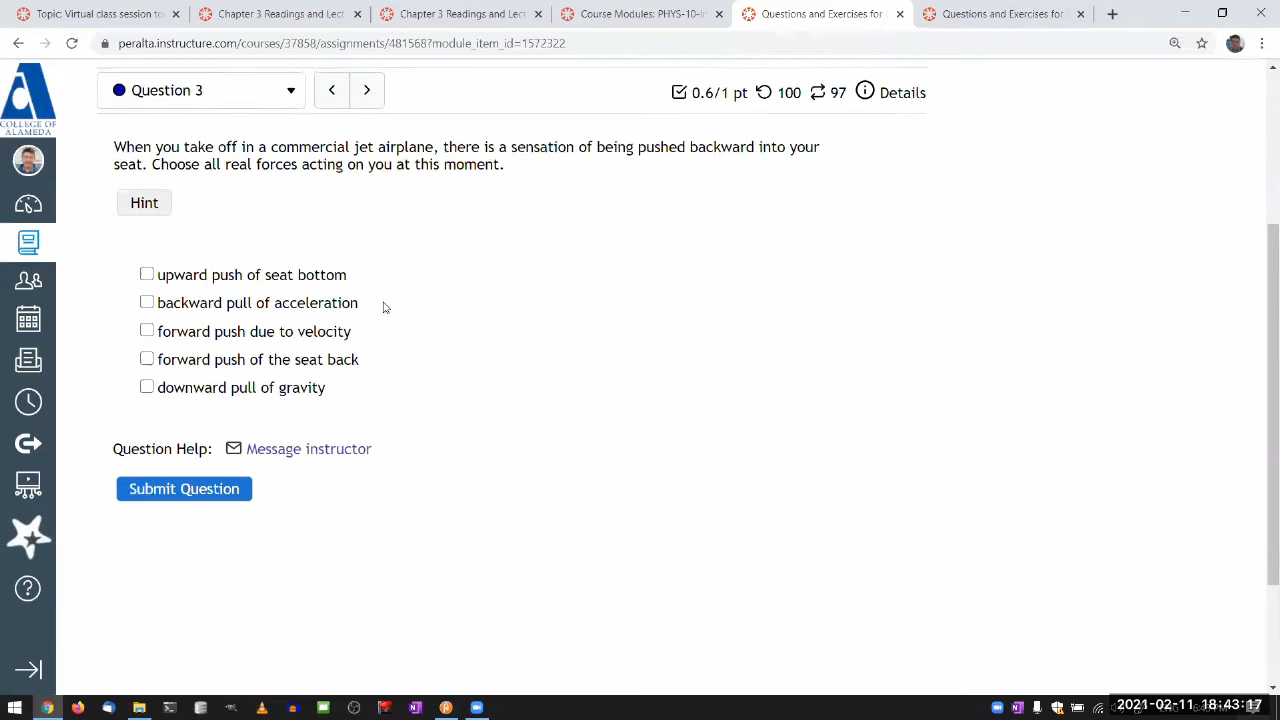 Topic: Virtual class session to
Chapter 3 Readings and Lect
Chapter 3 Readings and Lect
Course Modules: PHYS-10-I
Questions and Exercises for
Questions and Exercises for
peralta.instructure.com/courses/37858/assignments/481568?module_item_id=1572322
COLLEGE OF
ALAMEDA
Question 3
0.6/1 pt 100 97 Details
When you take off in a commercial jet airplane, there is a sensation of being pushed backward into your
seat. Choose all real forces acting on you at this moment.
Hint
upward push of seat bottom
backward pull of acceleration
forward push due to velocity
forward push of the seat back
downward pull of gravity
Question Help: Message instructor
Submit Question
2021-02-11 18:43:17